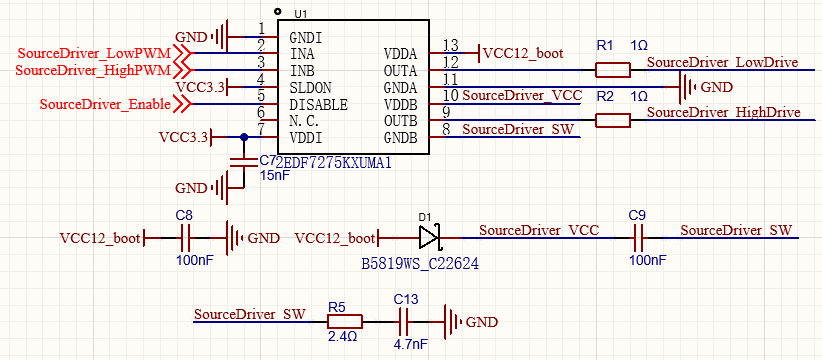 U1
GND 1 GNDI
SourceDriver_LowPWM 2 INA VDDA 13 VCC12_boot
SourceDriver_HighPWM 3 INB OUTA 12 R1 1Ω SourceDriver_LowDrive
VCC3.3 4 SLDON GNDA 11 GND
SourceDriver_Enable 5 DISABLE VDDB 10 SourceDriver_VCC
6 N.C. OUTB 9 R2 1Ω SourceDriver_HighDrive
VCC3.3 7 VDDI GNDB 8 SourceDriver_SW
C7 2EDF7275KXUMA1
15nF
GND
C8 D1 C9
VCC12_boot GND VCC12_boot SourceDriver_VCC SourceDriver_SW
100nF B5819WS_C22624 100nF
SourceDriver_SW R5 C13 GND
2.4Ω 4.7nF